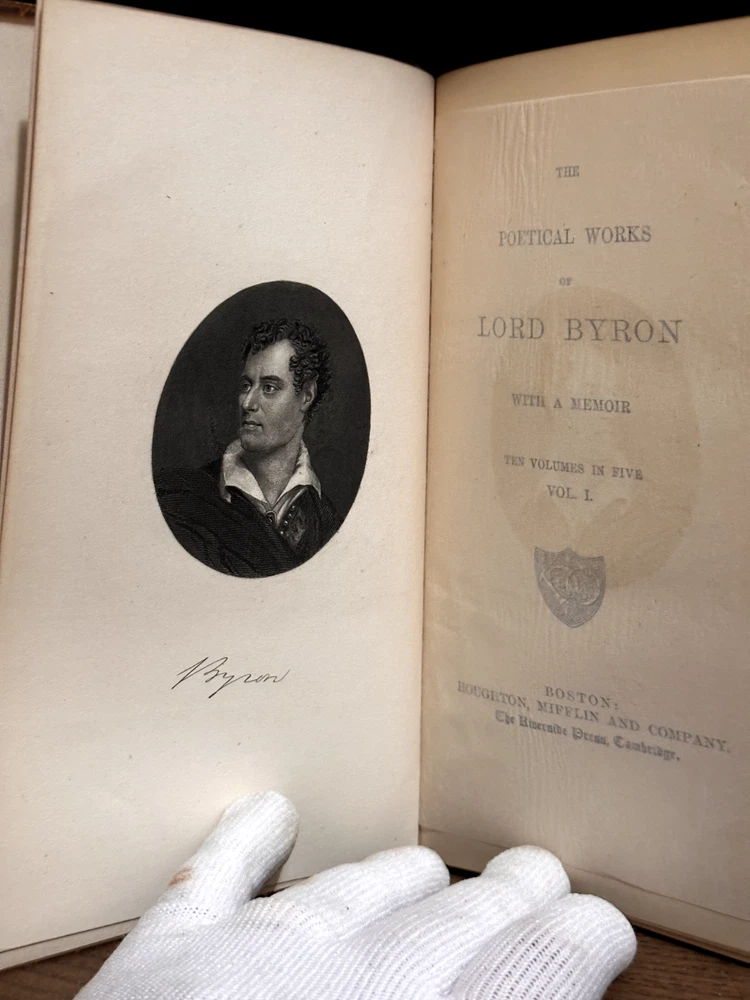 Byron
THE
POETICAL WORKS
OF
LORD BYRON
WITH A MEMOIR
TEN VOLUMES IN FIVE
VOL. I.
BOSTON:
HOUGHTON, MIFFLIN AND COMPANY.
The Riverside Press, Cambridge.